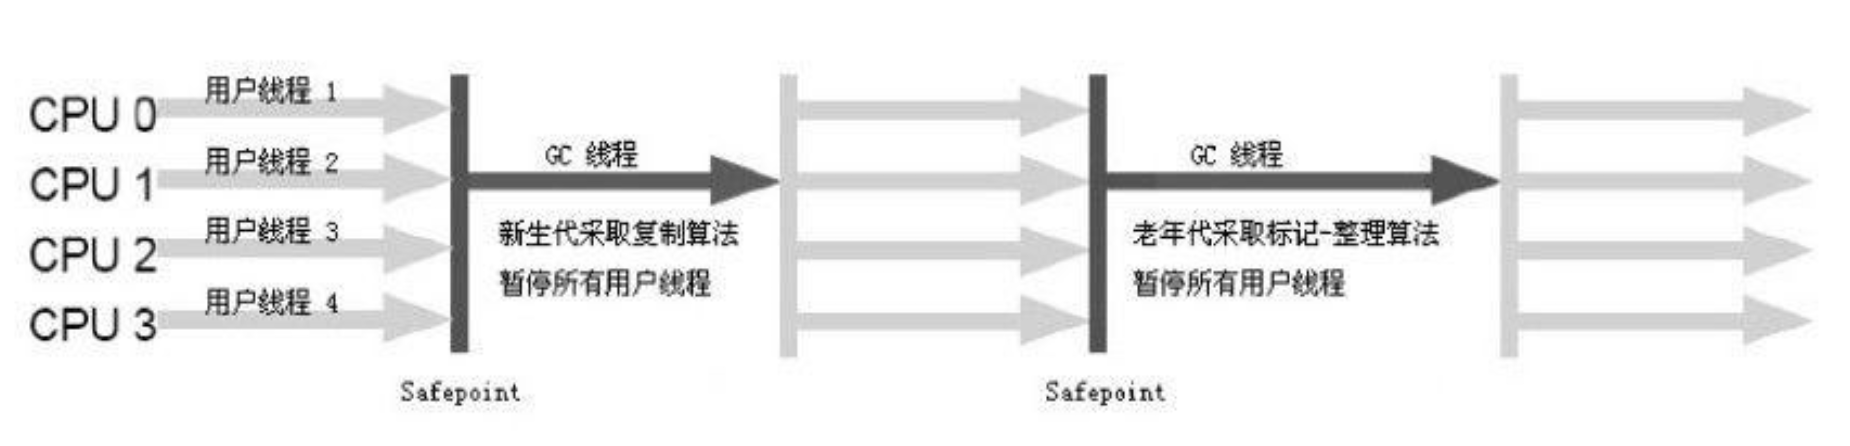 CPU 0
用户线程 1
CPU 1
用户线程 2
CPU 2
用户线程 3
CPU 3
用户线程 4
GC 线程
新生代采取复制算法
暂停所有用户线程
Safepoint
GC 线程
老年代采取标记-整理算法
暂停所有用户线程
Safepoint